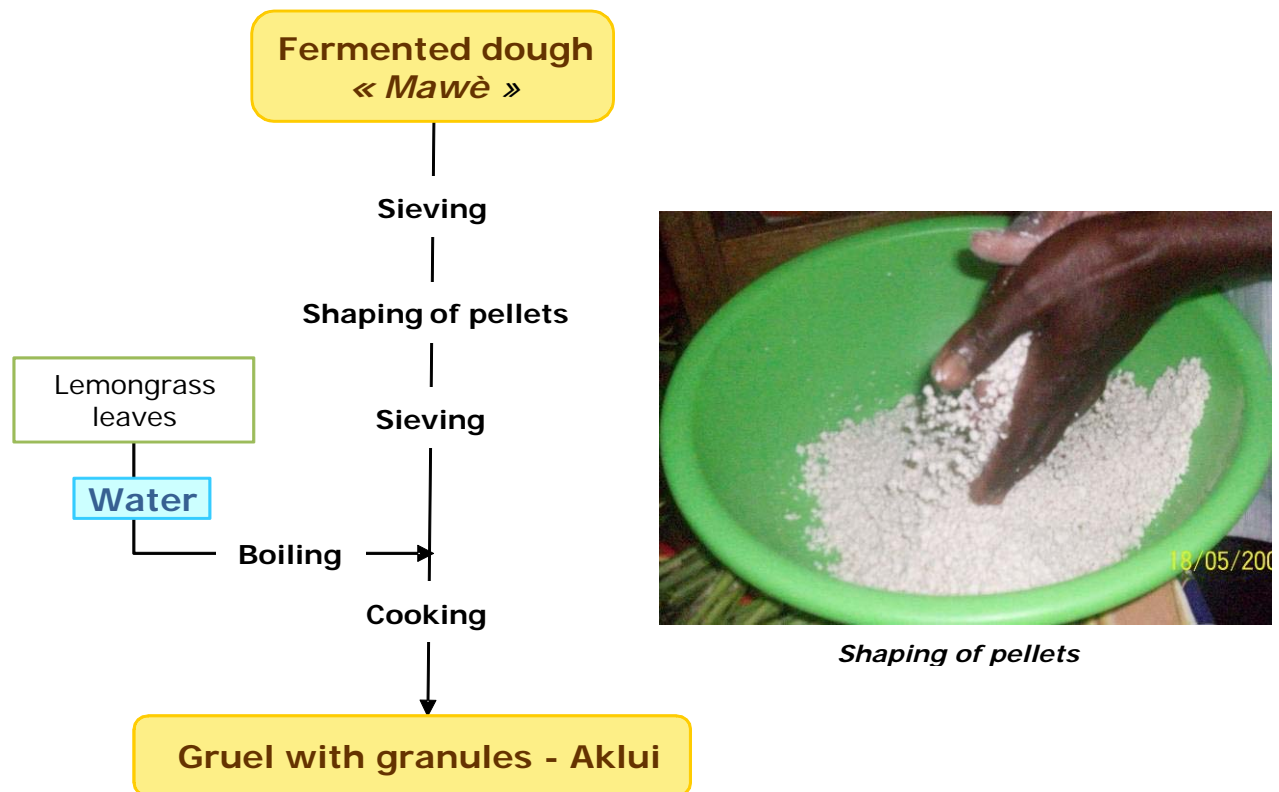 Fermented dough
« Mawè »
Sieving
Shaping of pellets
Lemongrass
leaves
Sieving
Water
Boiling
Cooking
Gruel with granules - Aklui
18/05/200
Shaping of pellets